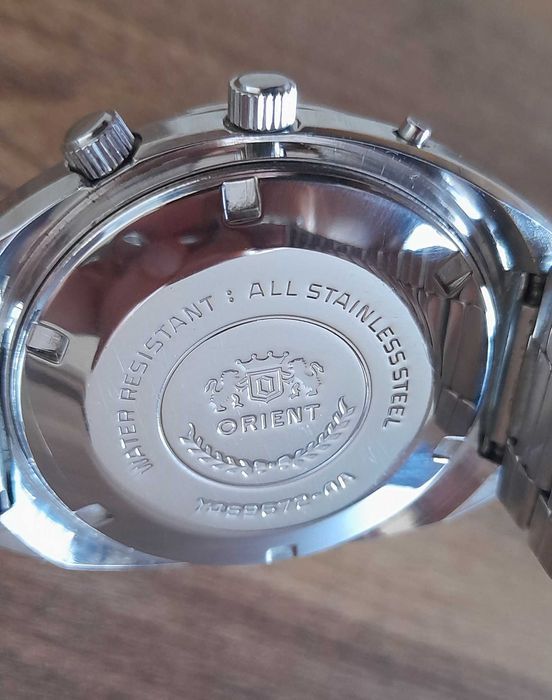 WATER RESISTANT : ALL STAINLESS STEEL
ORIENT